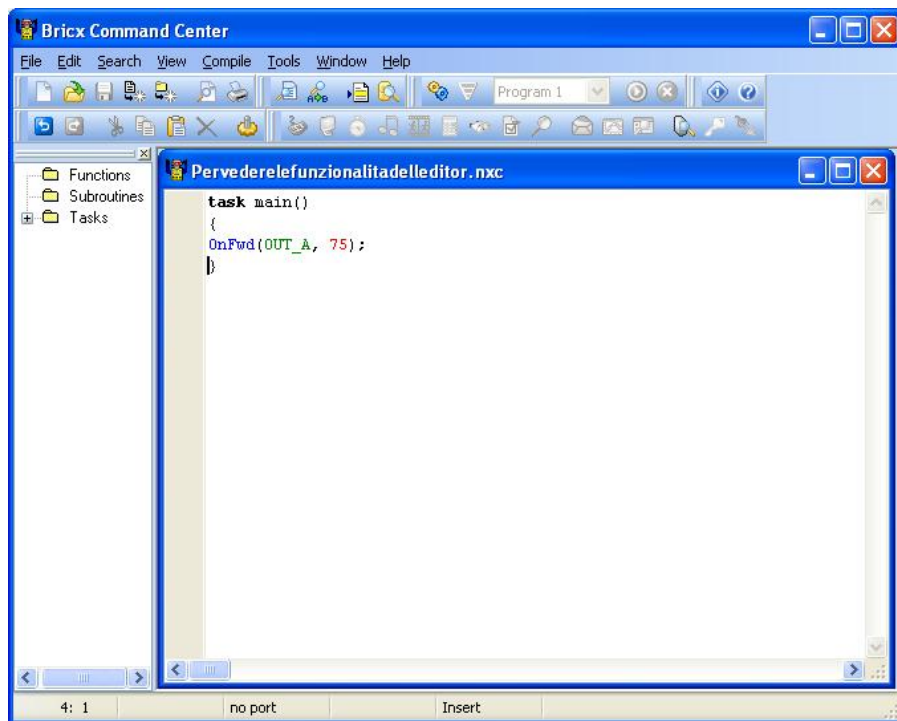 Bricx Command Center
File Edit Search View Compile Tools Window Help
Program 1
Functions
Subroutines
Tasks
Pervederelefunzionalitadelleditor.nxc
task main()
{
OnFwd(OUT_A, 75);
}
4: 1 no port Insert